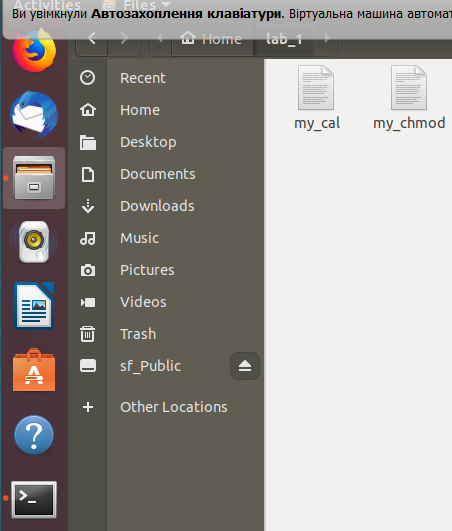 Activities Files
Ви увімкнули Автозахоплення клавіатури. Віртуальна машина автомат
Home lab_1
Recent
Home
Desktop
Documents
Downloads
Music
Pictures
Videos
Trash
sf_Public
Other Locations
my_cal my_chmod